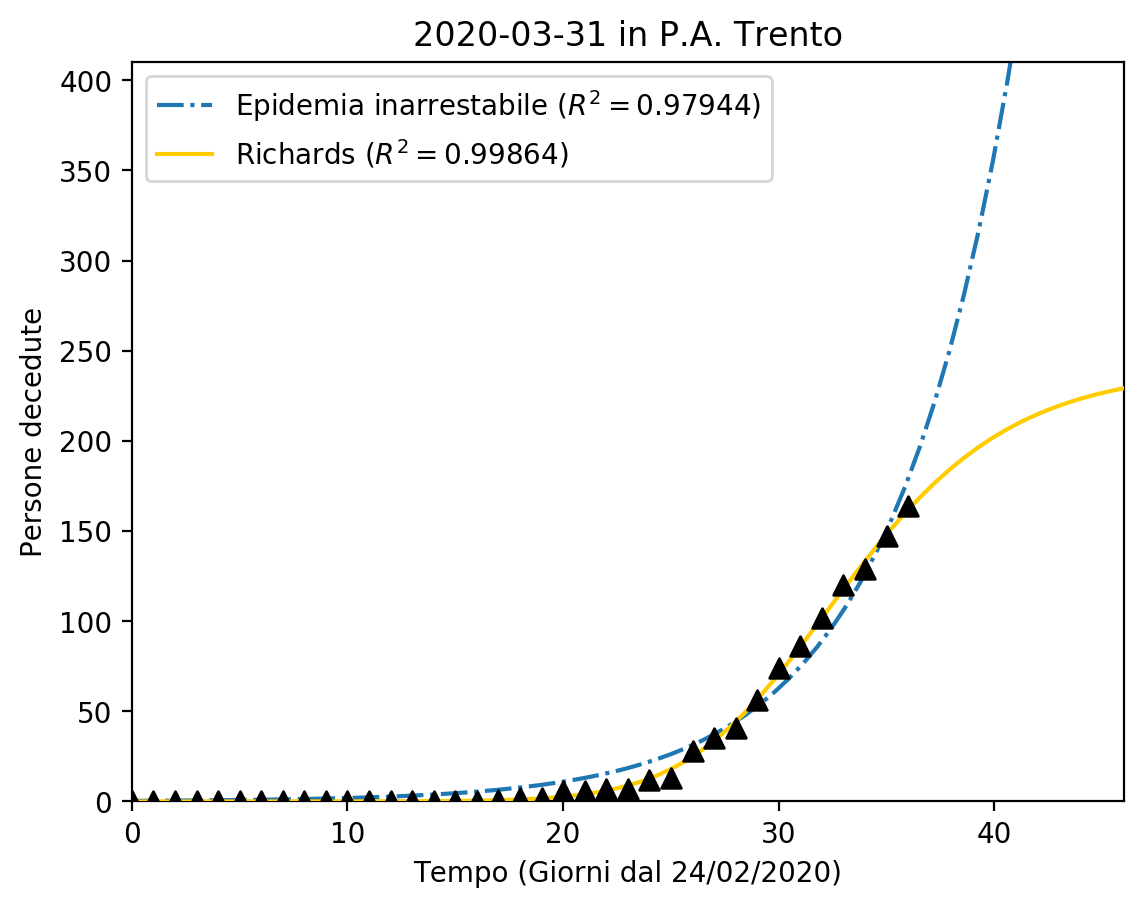 2020-03-31 in P.A. Trento
Epidemia inarrestabile (R² = 0.97944)
Richards (R² = 0.99864)
400
350
300
250
200
150
100
50
0
Persone decedute
0 10 20 30 40
Tempo (Giorni dal 24/02/2020)